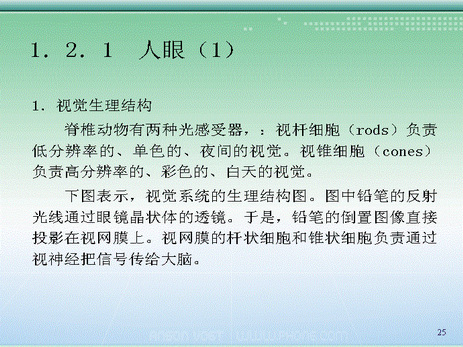 1．2．1　人眼（1）
1．视觉生理结构
脊椎动物有两种光感受器，：视杆细胞（rods）负责
低分辨率的、单色的、夜间的视觉。视锥细胞（cones）
负责高分辨率的、彩色的、白天的视觉。
下图表示，视觉系统的生理结构图。图中铅笔的反射
光线通过眼镜晶状体的透镜。于是，铅笔的倒置图像直接
投影在视网膜上。视网膜的杆状细胞和锥状细胞负责通过
视神经把信号传给大脑。
25